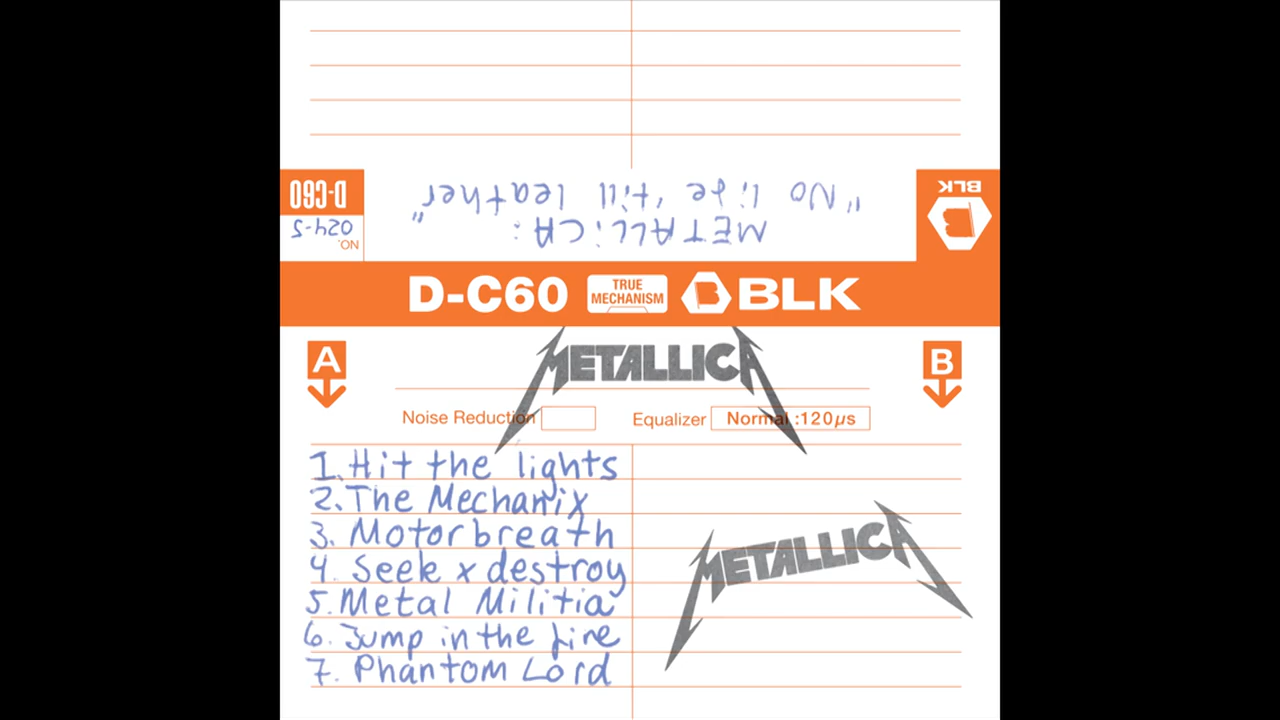 "No life 'till leather"
METALLiCA:
D-C60
024-5
NO.
BLK
D-C60
TRUE MECHANISM
BLK
METALLICA
A
B
Noise Reduction
Equalizer
Normal :120µs
1. Hit the lights
2. The Mechanix
3. Motorbreath
4. Seek x destroy
5. Metal Militia
6. Jump in the fire
7. Phantom Lord
METALLICA